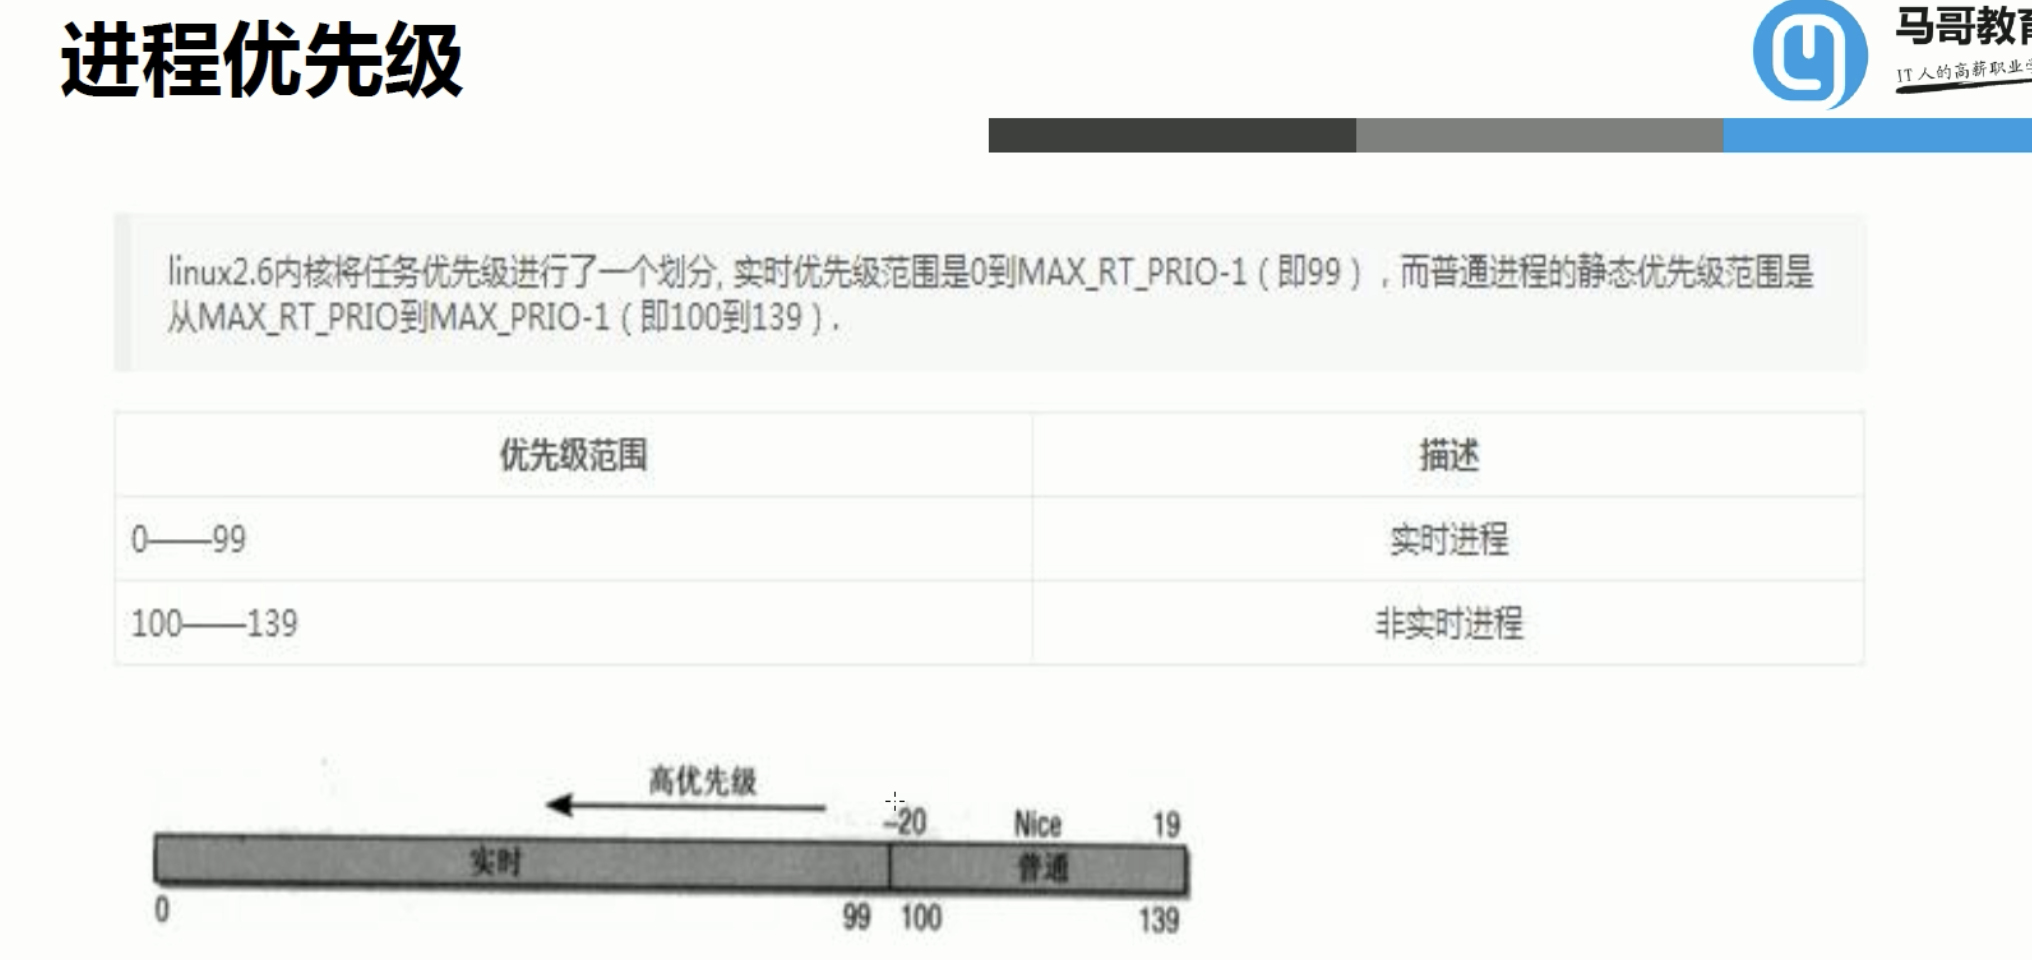 进程优先级
马哥教育
IT人的高薪职业学
linux2.6内核将任务优先级进行了一个划分, 实时优先级范围是0到MAX_RT_PRIO-1（即99），而普通进程的静态优先级范围是
从MAX_RT_PRIO到MAX_PRIO-1（即100到139）.
优先级范围 描述
0——99 实时进程
100——139 非实时进程
高优先级
-20 Nice 19
实时 普通
0 99 100 139